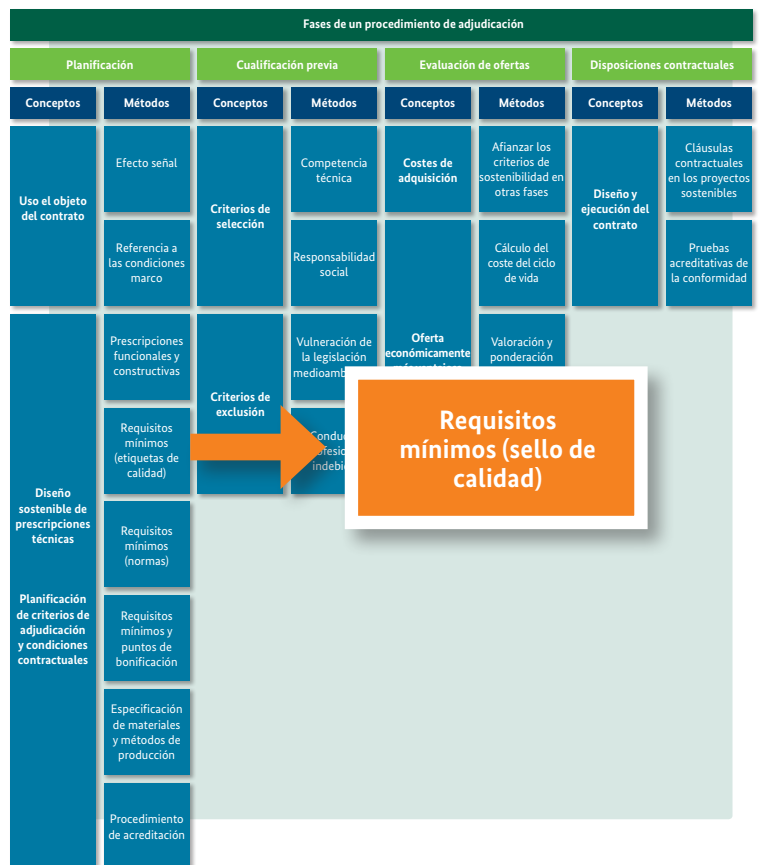 Fases de un procedimiento de adjudicación
Planificación
Cualificación previa
Evaluación de ofertas
Disposiciones contractuales
Conceptos
Métodos
Conceptos
Métodos
Conceptos
Métodos
Conceptos
Métodos
Uso el objeto
del contrato
Efecto señal
Referencia a
las condiciones
marco
Diseño
sostenible de
prescripciones
técnicas
Planificación
de criterios de
adjudicación
y condiciones
contractuales
Prescripciones
funcionales y
constructivas
Requisitos
mínimos
(etiquetas de
calidad)
Requisitos
mínimos
(normas)
Requisitos
mínimos y
puntos de
bonificación
Especificación
de materiales
y métodos de
producción
Procedimiento
de acreditación
Criterios de
selección
Competencia
técnica
Responsabilidad
social
Criterios de
exclusión
Vulneración de
la legislación
Costes de
adquisición
Afianzar los
criterios de
sostenibilidad en
otras fases
Oferta
económicamente
Cálculo del
coste del ciclo
de vida
Valoración y
ponderación
Diseño y
ejecución del
contrato
Cláusulas
contractuales
en los proyectos
sostenibles
Pruebas
acreditativas de
la conformidad
Requisitos
mínimos (sello de
calidad)